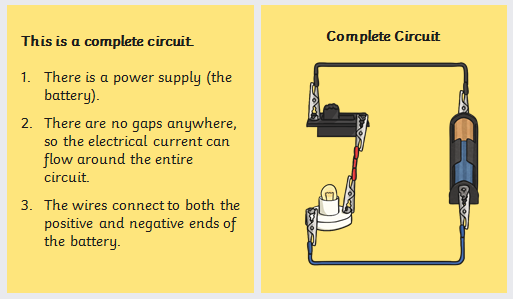 This is a complete circuit.
1. There is a power supply (the
battery).
2. There are no gaps anywhere,
so the electrical current can
flow around the entire
circuit.
3. The wires connect to both the
positive and negative ends of
the battery.
Complete Circuit